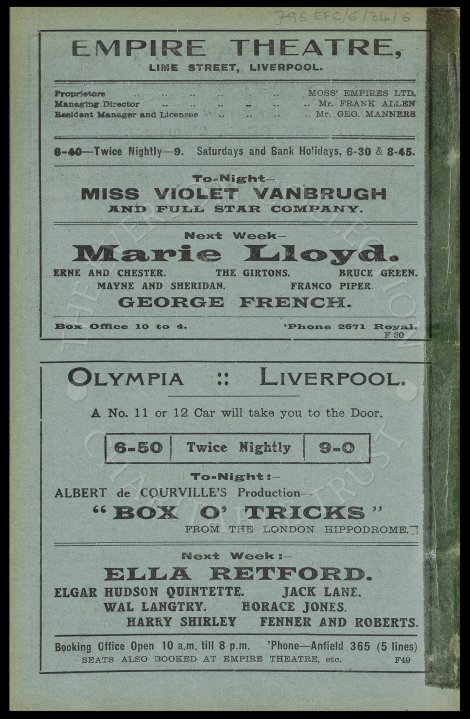 796 EFC/6/34/6
EMPIRE THEATRE,
LIME STREET, LIVERPOOL.
Proprietors .. .. .. .. .. .. MOSS' EMPIRES LTD,
Managing Director .. .. .. .. .. Mr. FRANK ALLEN
Resident Manager and Licensee .. .. .. .. Mr. GEO. MANNERS
6-40—Twice Nightly—9. Saturdays and Bank Holidays, 6-30 & 8-45.
To-Night—
MISS VIOLET VANBRUGH
AND FULL STAR COMPANY.
Next Week—
Marie Lloyd.
ERNE AND CHESTER. THE GIRTONS. BRUCE GREEN.
MAYNE AND SHERIDAN. FRANCO PIPER.
GEORGE FRENCH.
Box Office 10 to 4. 'Phone 2671 Royal.
F 30
OLYMPIA :: LIVERPOOL.
A No. 11 or 12 Car will take you to the Door.
6-50 Twice Nightly 9-0
To-Night:—
ALBERT de COURVILLE'S Production—
"BOX O' TRICKS"
FROM THE LONDON HIPPODROME.
Next Week:—
ELLA RETFORD.
ELGAR HUDSON QUINTETTE. JACK LANE.
WAL LANGTRY. HORACE JONES.
HARRY SHIRLEY FENNER AND ROBERTS.
Booking Office Open 10 a.m. till 8 p.m. 'Phone—Anfield 365 (5 lines)
SEATS ALSO BOOKED AT EMPIRE THEATRE, etc. F49